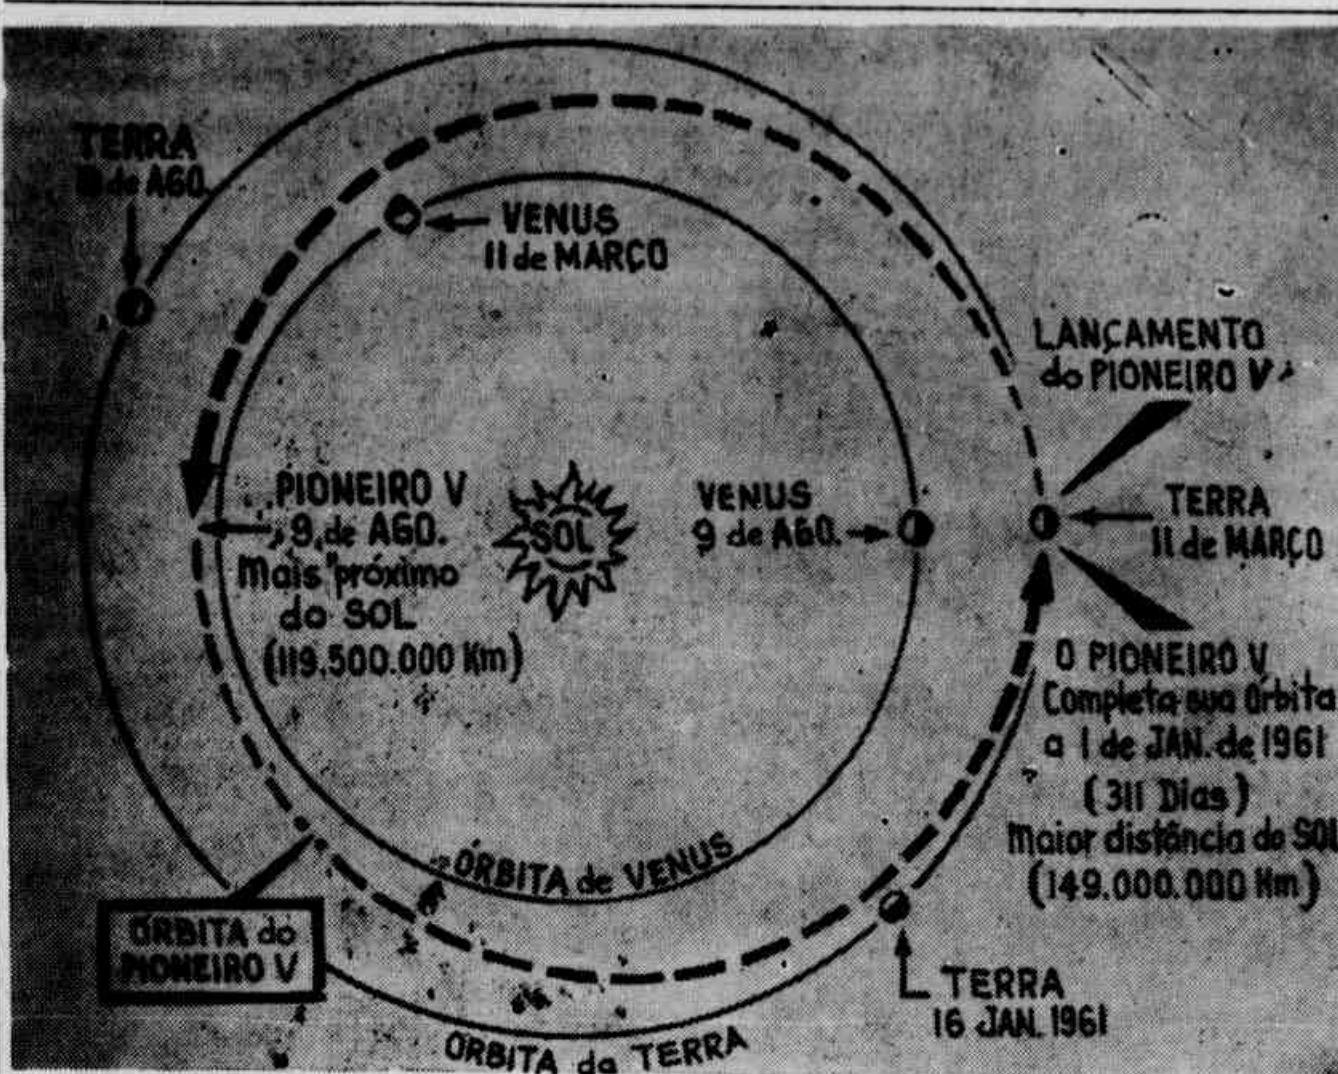 TERRA
de AGO.
VENUS
11 de MARÇO
LANÇAMENTO
do PIONEIRO V
PIONEIRO V
9 de AGO.
Mais próximo
do SOL
(119.500.000 Km)
SOL
VENUS
9 de AGO.
TERRA
11 de MARÇO
O PIONEIRO V
Completa sua Órbita
a 1 de JAN. de 1961
(311 Dias)
Maior distância do SOL
(149.000.000 Km)
ÓRBITA de VENUS
ÓRBITA do
PIONEIRO V
TERRA
16 JAN. 1961
ORBITA da TERRA